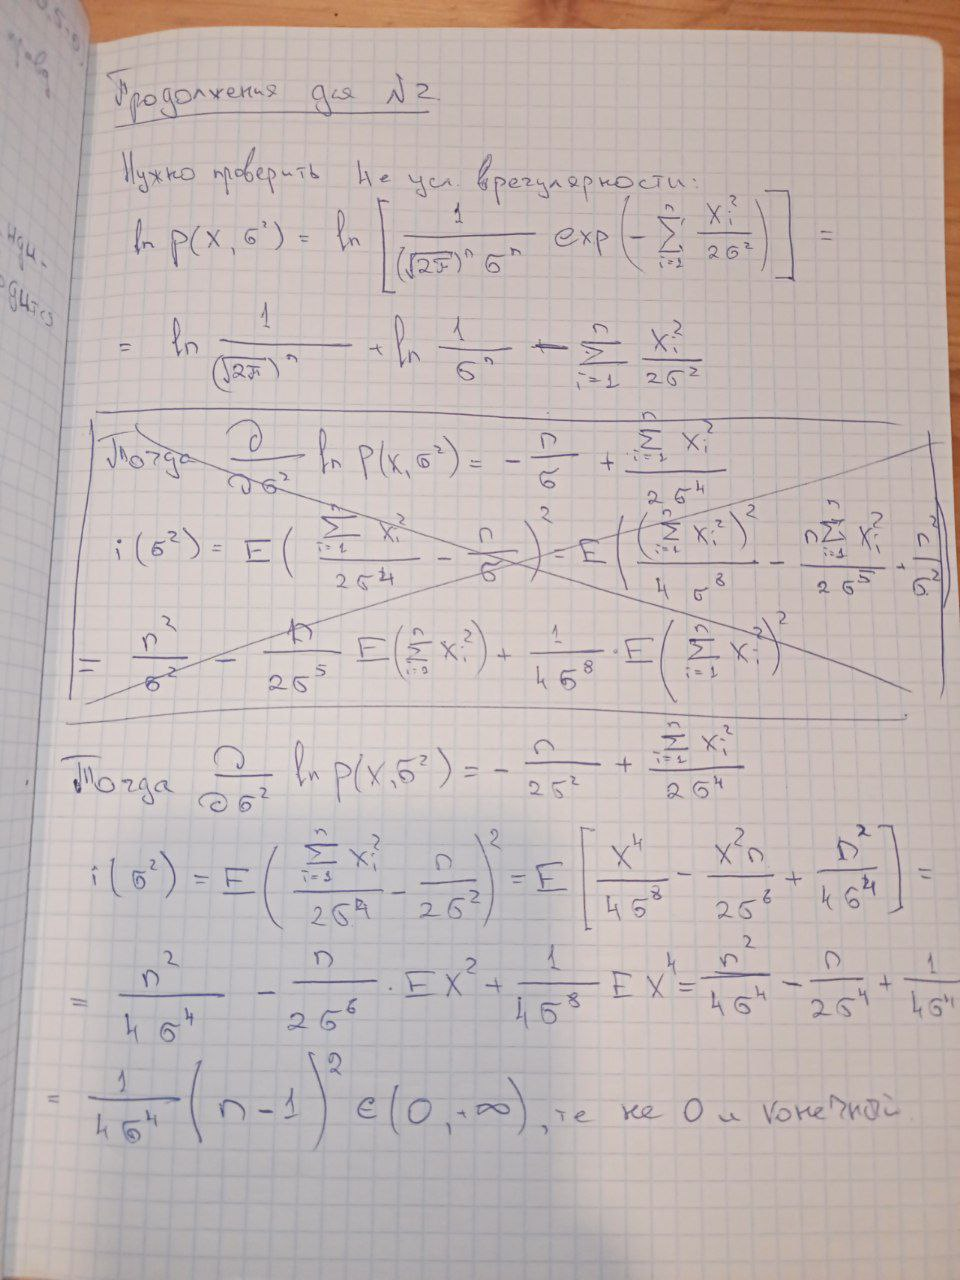 Продолжения для №2
Нужно проверить 4е усл. регулярности:
ln p(X, σ²) = ln [ 1 / ((√2π)ⁿ σⁿ) exp(− Σᵢ₌₁ⁿ Xᵢ² / 2σ²) ] =
= ln 1/(√2π)ⁿ + ln 1/σⁿ − Σᵢ₌₁ⁿ Xᵢ²/2σ²
Тогда ∂/∂σ² ln p(X, σ²) = − n/σ + Σᵢ₌₁ⁿ Xᵢ² / 2σ⁴
i(σ²) = E( Σᵢ₌₁ⁿ Xᵢ² / 2σ⁴ − n/σ )² = E( (Σᵢ₌₁ⁿ Xᵢ²)² / 4σ⁸ − n Σᵢ₌₁ⁿ Xᵢ² / 2σ⁵ + n²/σ² )
= n²/σ² − n/2σ⁵ E(Σᵢ₌₁ⁿ Xᵢ²) + 1/4σ⁸ · E(Σᵢ₌₁ⁿ Xᵢ²)²
Тогда ∂/∂σ² ln p(X, σ²) = − n/2σ² + Σᵢ₌₁ⁿ Xᵢ² / 2σ⁴
i(σ²) = E( Σᵢ₌₁ⁿ Xᵢ² / 2σ⁴ − n/2σ² )² = E[ X⁴/4σ⁸ − X²n/2σ⁶ + n²/4σ⁴ ] =
= n²/4σ⁴ − n/2σ⁶ · EX² + 1/4σ⁸ EX⁴ = n²/4σ⁴ − n/2σ⁴ + 1/4σ⁴
= 1/4σ⁴ (n − 1)² ∈ (0, +∞), те не 0 и конечной